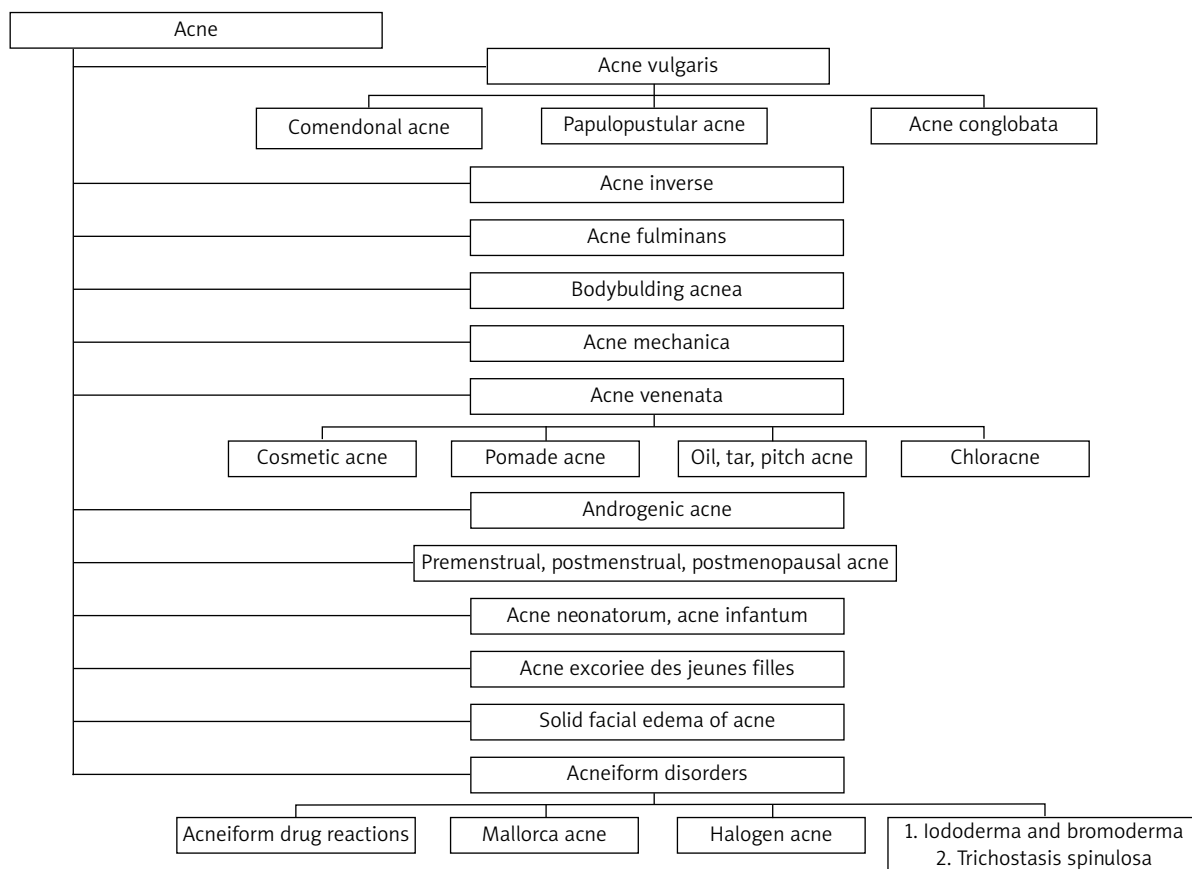 Acne
Acne vulgaris
Comendonal acne
Papulopustular acne
Acne conglobata
Acne inverse
Acne fulminans
Bodybulding acnea
Acne mechanica
Acne venenata
Cosmetic acne
Pomade acne
Oil, tar, pitch acne
Chloracne
Androgenic acne
Premenstrual, postmenstrual, postmenopausal acne
Acne neonatorum, acne infantum
Acne excoriee des jeunes filles
Solid facial edema of acne
Acneiform disorders
Acneiform drug reactions
Mallorca acne
Halogen acne
1. Iododerma and bromoderma
2. Trichostasis spinulosa